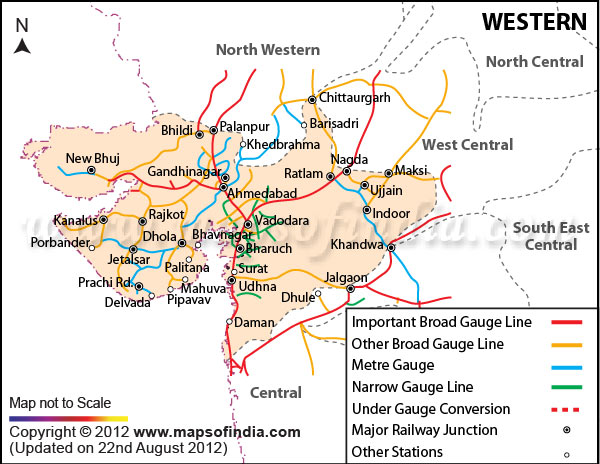 WESTERN
N
North Western
North Central
Chittaurgarh
Bhildi
Palanpur
Barisadri
Khedbrahma
West Central
New Bhuj
Gandhinagar
Ratlam
Nagda
Maksi
Ahmedabad
Ujjain
Kanalus
Rajkot
Vadodara
Indoor
www.mapsofindia.com
Porbander
Dhola
Bhavnagar
Bharuch
Khandwa
South East
Central
Jetalsar
Palitana
Surat
Jalgaon
Prachi Rd.
Mahuva
Udhna
Delvada
Pipavav
Dhule
Daman
Central
Important Broad Gauge Line
Other Broad Gauge Line
Metre Gauge
Narrow Gauge Line
Under Gauge Conversion
Major Railway Junction
Other Stations
Map not to Scale
Copyright © 2012 www.mapsofindia.com
(Updated on 22nd August 2012)